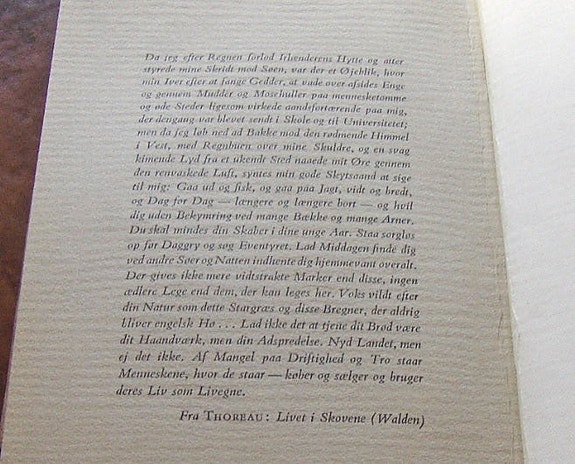 Da jeg efter Regnen forlod Irlænderens Hytte og atter
styrede mine Skridt mod Søen, var der et Øjeblik, hvor
min Iver efter at fange Gedder, at vade over afsides Enge
og gennem Mudder og Mosehuller paa mennesketomme
og øde Steder ligesom virkede aandsfortærende paa mig,
der dengang var blevet sendt i Skole og til Universitetet;
men da jeg løb ned ad Bakke mod den rødmende Himmel
i Vest, med Regnbuen over mine Skuldre, og en svag
kimende Lyd fra et ukendt Sted naaede mit Øre gennem
den renvaskede Luft, syntes min gode Skytsaand at sige
til mig: Gaa ud og fisk, og gaa paa Jagt, vidt og bredt,
og Dag for Dag — længere og længere bort — og hvil
dig uden Bekymring ved mange Bække og mange Arner.
Du skal mindes din Skaber i dine unge Aar. Staa sorgløs
op før Daggry og søg Eventyret. Lad Middagen finde dig
ved andre Søer og Natten indhente dig hjemmevant overalt.
Der gives ikke mere vidtstrakte Marker end disse, ingen
ædlere Lege end dem, der kan leges her. Voks vildt efter
din Natur som dette Stargræs og disse Bregner, der aldrig
bliver engelsk Hø . . . Lad ikke det at tjene dit Brød være
dit Haandværk, men din Adspredelse. Nyd Landet, men
ej det ikke. Af Mangel paa Driftighed og Tro staar
Menneskene, hvor de staar — køber og sælger og bruger
deres Liv som Livegne.
Fra THOREAU: Livet i Skovene (Walden)